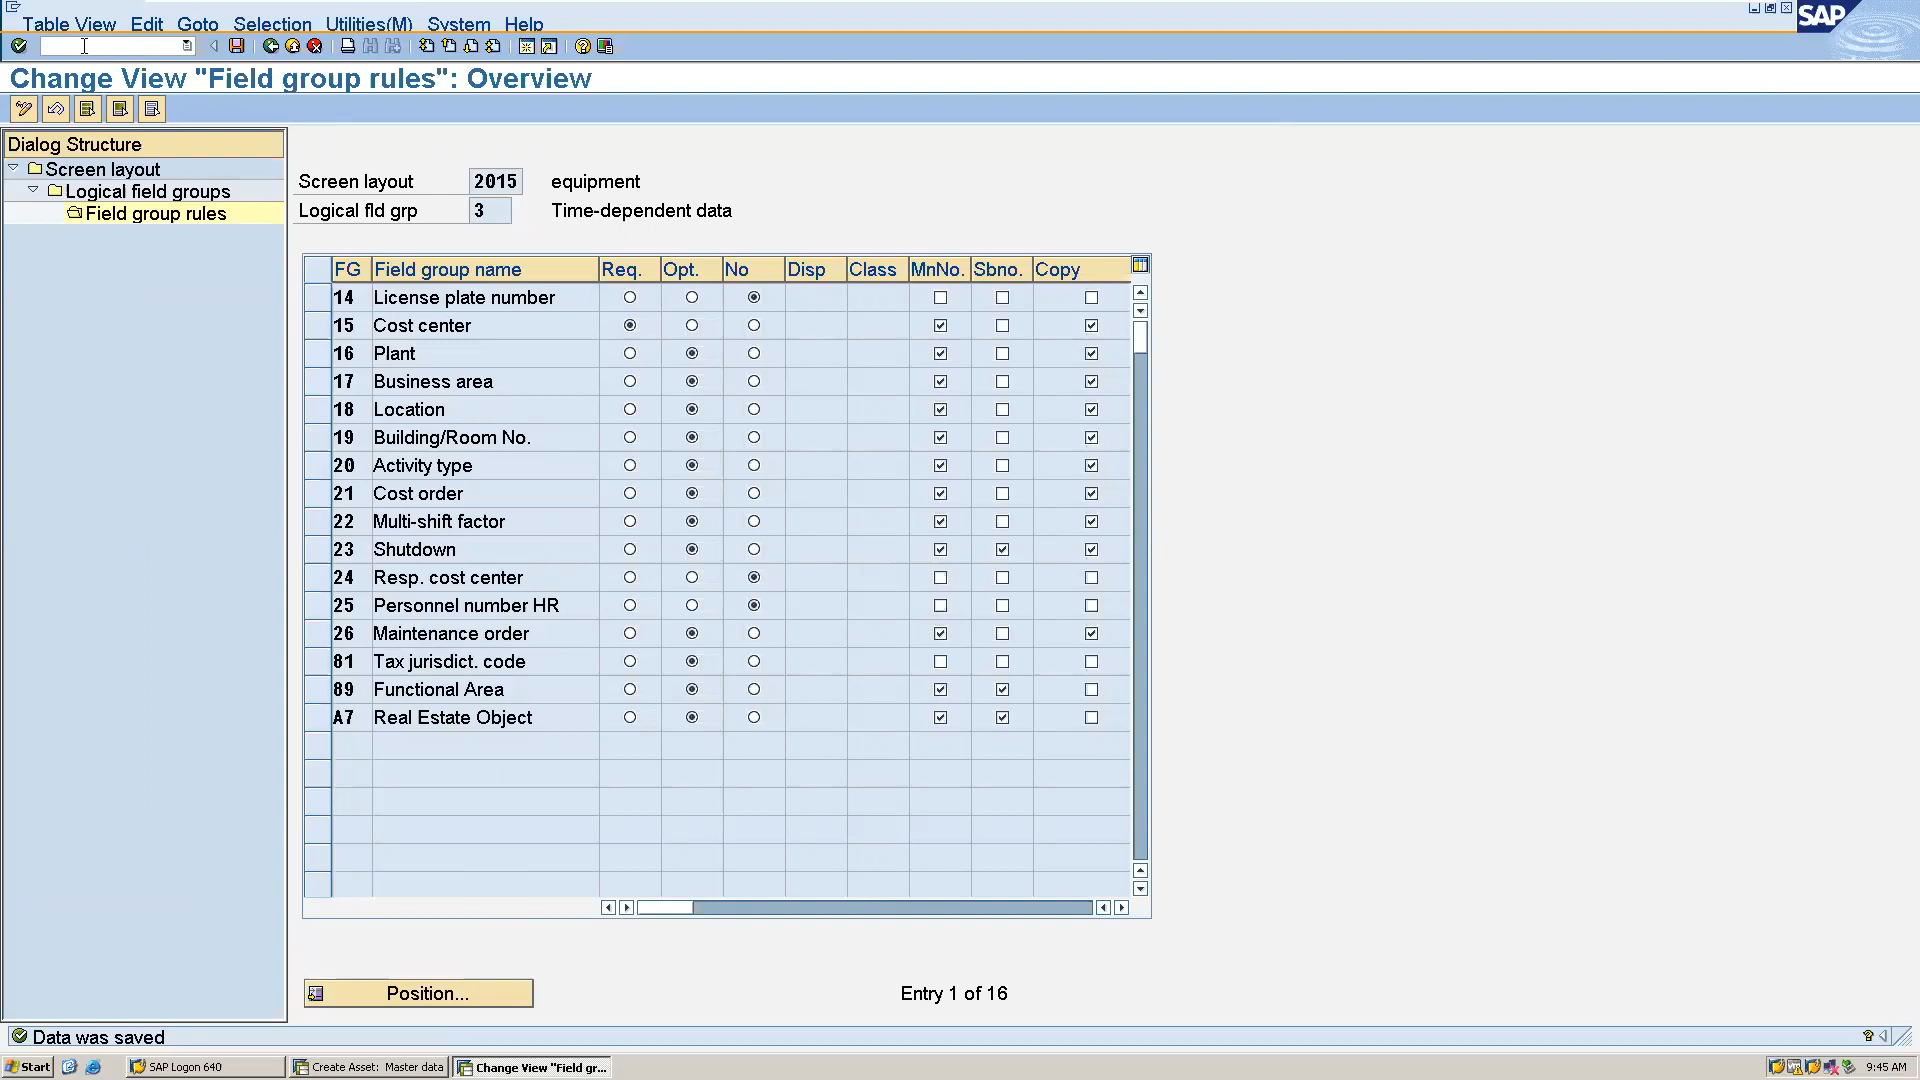 Table View Edit Goto Selection Utilities(M) System Help
SAP
Change View "Field group rules": Overview
Dialog Structure
Screen layout
Logical field groups
Field group rules
Screen layout 2015 equipment
Logical fld grp 3 Time-dependent data
FG Field group name Req. Opt. No Disp Class MnNo. Sbno. Copy
14 License plate number
15 Cost center
16 Plant
17 Business area
18 Location
19 Building/Room No.
20 Activity type
21 Cost order
22 Multi-shift factor
23 Shutdown
24 Resp. cost center
25 Personnel number HR
26 Maintenance order
81 Tax jurisdict. code
89 Functional Area
A7 Real Estate Object
Position... Entry 1 of 16
Data was saved
Start SAP Logon 640 Create Asset: Master data Change View "Field gr... 9:45 AM